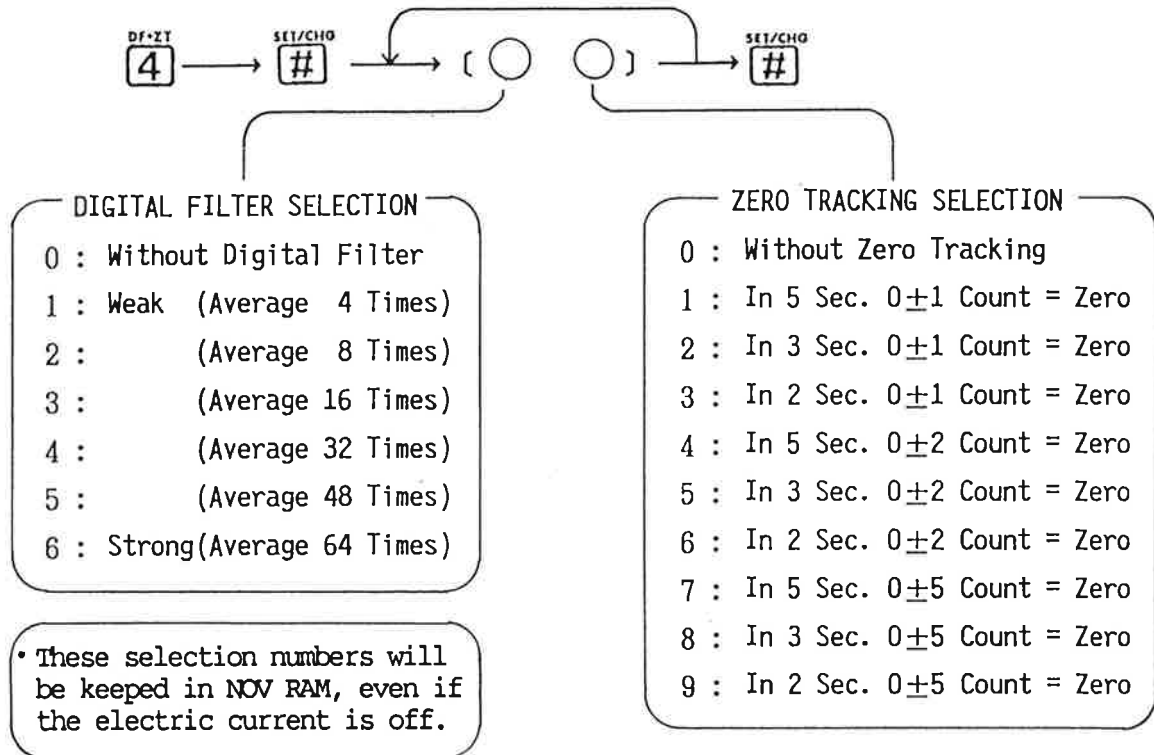 DF•ZT SET/CHG SET/CHG
4 # ( ) #
DIGITAL FILTER SELECTION
0 : Without Digital Filter
1 : Weak (Average 4 Times)
2 : (Average 8 Times)
3 : (Average 16 Times)
4 : (Average 32 Times)
5 : (Average 48 Times)
6 : Strong(Average 64 Times)
• These selection numbers will
be keeped in NOV RAM, even if
the electric current is off.
ZERO TRACKING SELECTION
0 : Without Zero Tracking
1 : In 5 Sec. 0±1 Count = Zero
2 : In 3 Sec. 0±1 Count = Zero
3 : In 2 Sec. 0±1 Count = Zero
4 : In 5 Sec. 0±2 Count = Zero
5 : In 3 Sec. 0±2 Count = Zero
6 : In 2 Sec. 0±2 Count = Zero
7 : In 5 Sec. 0±5 Count = Zero
8 : In 3 Sec. 0±5 Count = Zero
9 : In 2 Sec. 0±5 Count = Zero